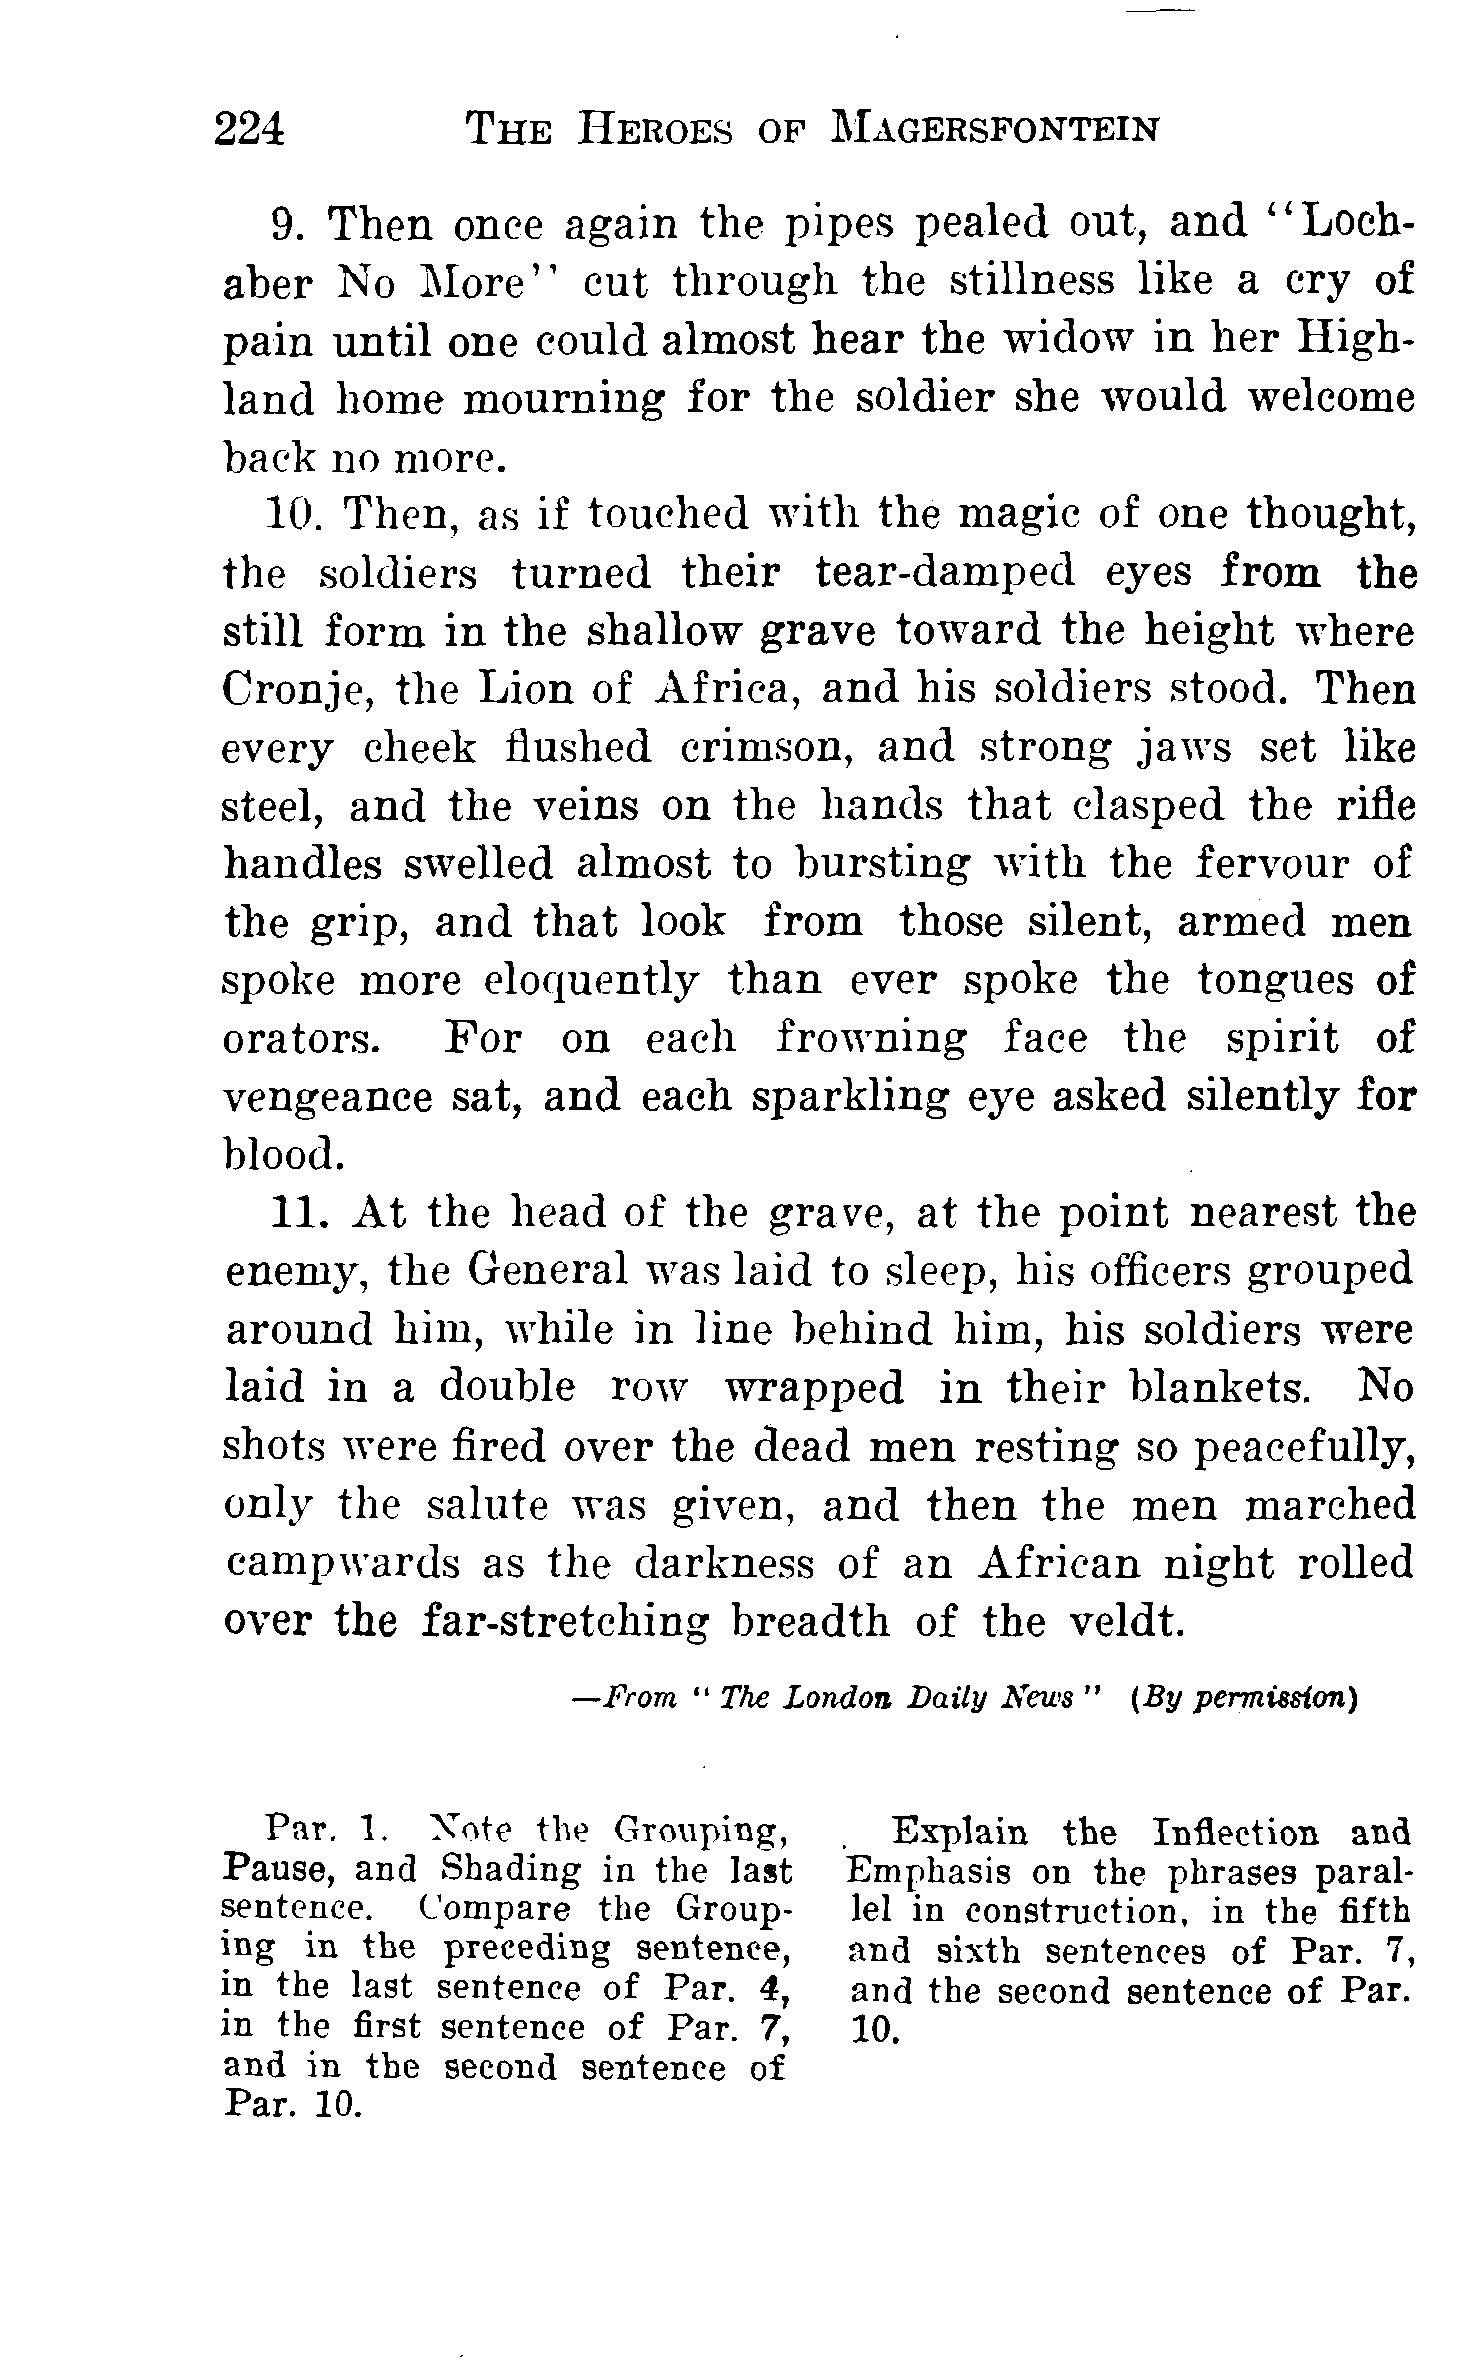 224 THE HEROES OF MAGERSFONTEIN
9. Then once again the pipes pealed out, and "Loch-
aber No More" cut through the stillness like a cry of
pain until one could almost hear the widow in her High-
land home mourning for the soldier she would welcome
back no more.
10. Then, as if touched with the magic of one thought,
the soldiers turned their tear-damped eyes from the
still form in the shallow grave toward the height where
Cronje, the Lion of Africa, and his soldiers stood. Then
every cheek flushed crimson, and strong jaws set like
steel, and the veins on the hands that clasped the rifle
handles swelled almost to bursting with the fervour of
the grip, and that look from those silent, armed men
spoke more eloquently than ever spoke the tongues of
orators. For on each frowning face the spirit of
vengeance sat, and each sparkling eye asked silently for
blood.
11. At the head of the grave, at the point nearest the
enemy, the General was laid to sleep, his officers grouped
around him, while in line behind him, his soldiers were
laid in a double row wrapped in their blankets. No
shots were fired over the dead men resting so peacefully,
only the salute was given, and then the men marched
campwards as the darkness of an African night rolled
over the far-stretching breadth of the veldt.
—From "The London Daily News" (By permission)
Par. 1. Note the Grouping,
Pause, and Shading in the last
sentence. Compare the Group-
ing in the preceding sentence,
in the last sentence of Par. 4,
in the first sentence of Par. 7,
and in the second sentence of
Par. 10.
Explain the Inflection and
Emphasis on the phrases paral-
lel in construction, in the fifth
and sixth sentences of Par. 7,
and the second sentence of Par.
10.